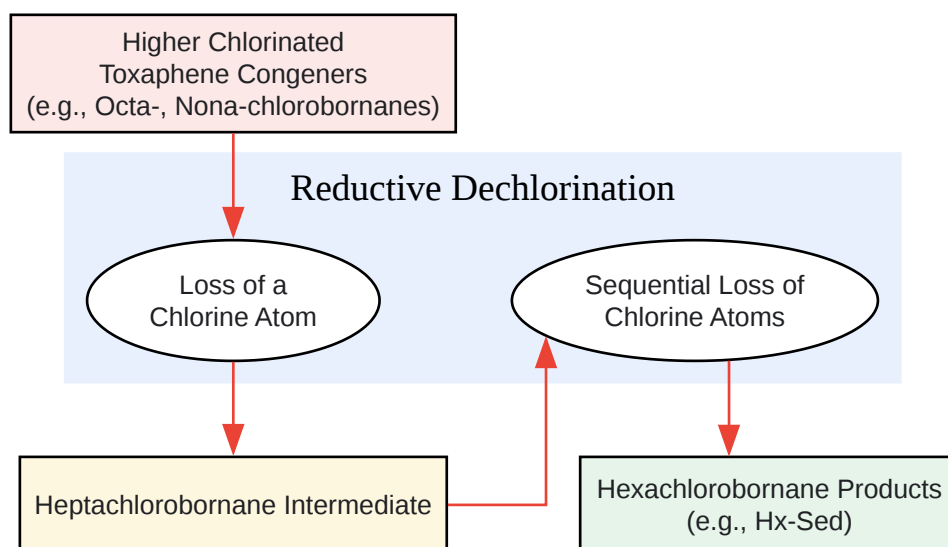 Higher Chlorinated
Toxaphene Congeners
(e.g., Octa-, Nona-chlorobornanes)
Reductive Dechlorination
Loss of a
Chlorine Atom
Sequential Loss of
Chlorine Atoms
Heptachlorobornane Intermediate
Hexachlorobornane Products
(e.g., Hx-Sed)